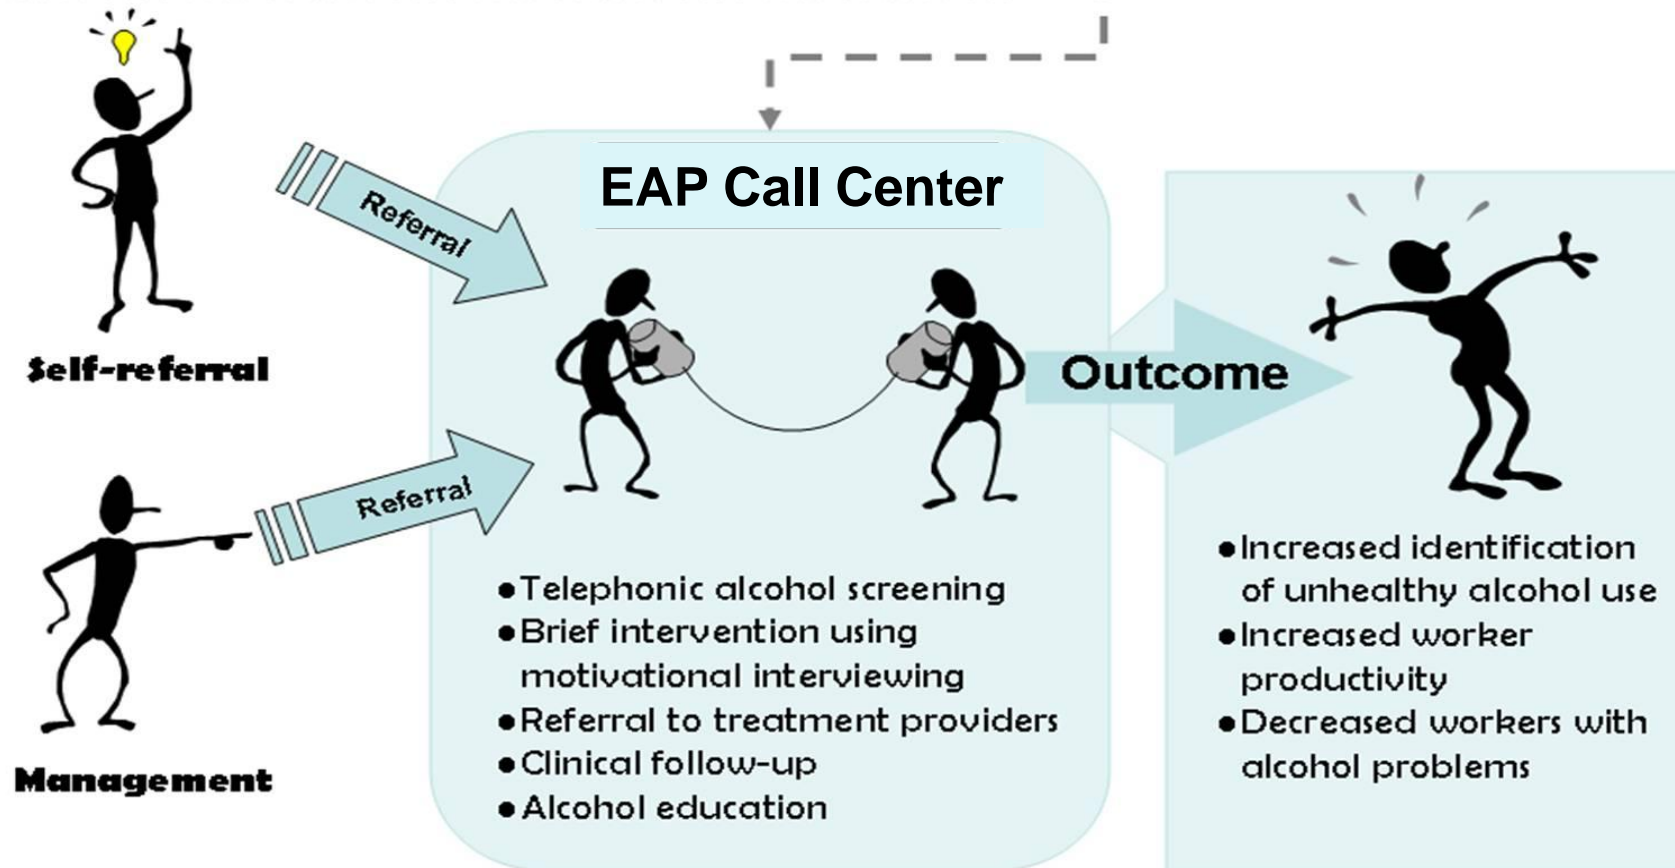 EAP Call Center
Referral
Self-referral
Outcome
Referral
Management
●Telephonic alcohol screening
●Brief intervention using
motivational interviewing
●Referral to treatment providers
●Clinical follow-up
●Alcohol education
●Increased identification
of unhealthy alcohol use
●Increased worker
productivity
●Decreased workers with
alcohol problems